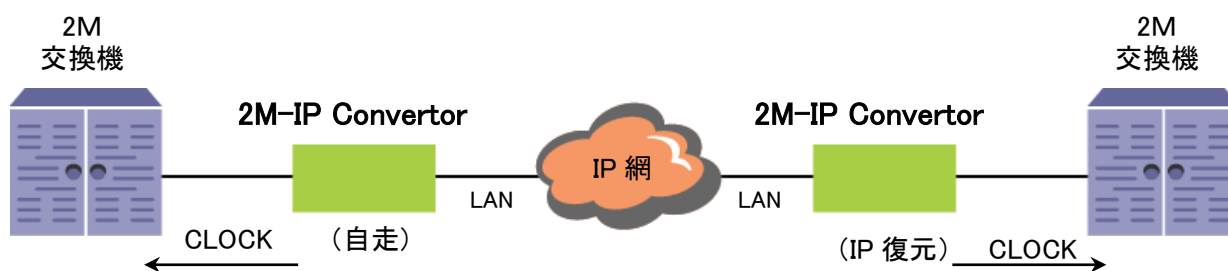 2M
交換機
2M
交換機
2M-IP Convertor
2M-IP Convertor
IP 網
LAN
LAN
CLOCK
(自走)
(IP 復元)
CLOCK